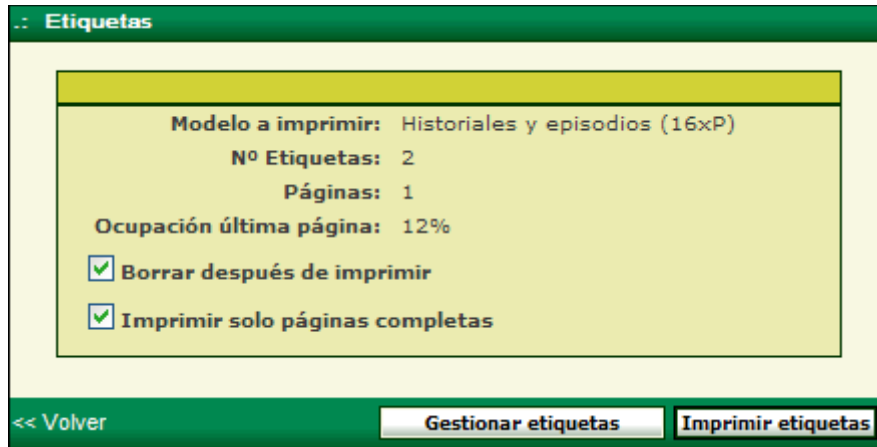 .: Etiquetas
Modelo a imprimir: Historiales y episodios (16xP)
Nº Etiquetas: 2
Páginas: 1
Ocupación última página: 12%
Borrar después de imprimir
Imprimir solo páginas completas
<< Volver Gestionar etiquetas Imprimir etiquetas